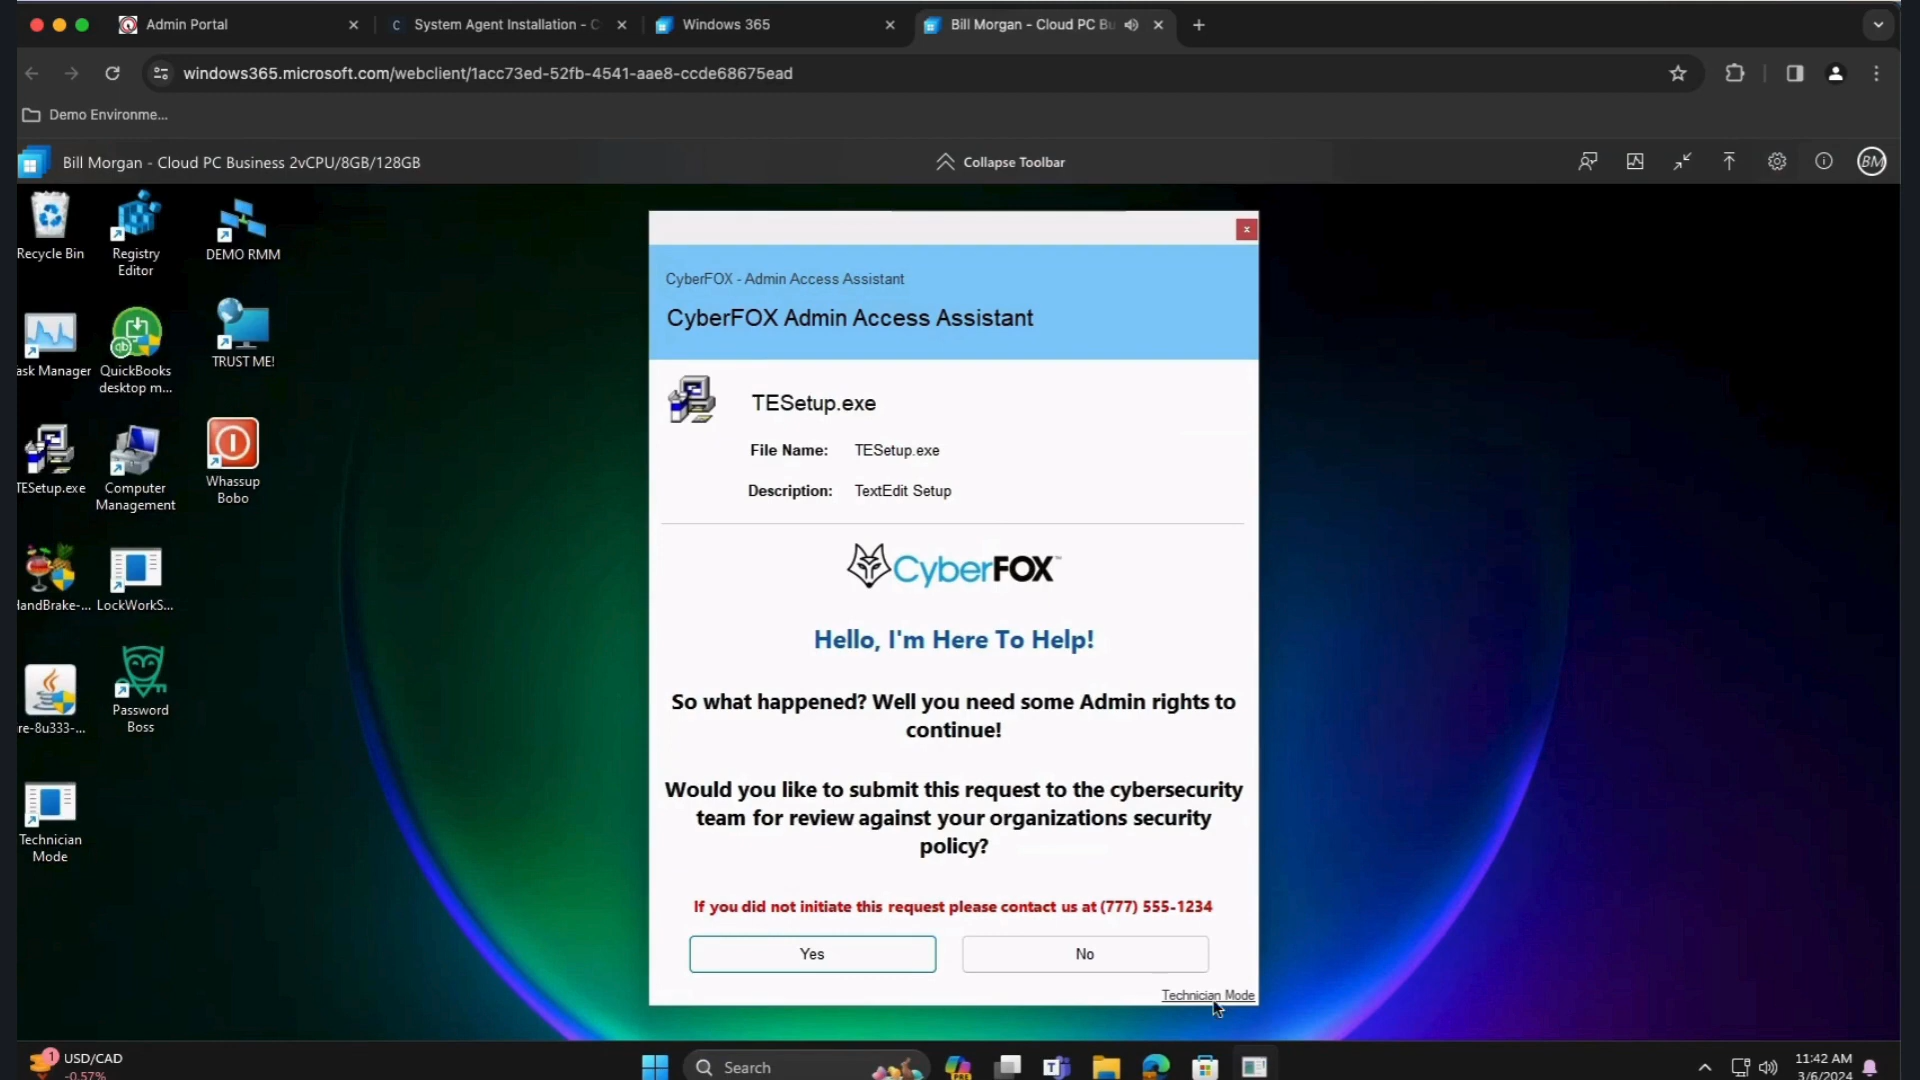 Admin Portal
System Agent Installation - C
Windows 365
Bill Morgan - Cloud PC Bu
windows365.microsoft.com/webclient/1acc73ed-52fb-4541-aae8-ccde68675ead
Demo Environme...
Bill Morgan - Cloud PC Business 2vCPU/8GB/128GB
Collapse Toolbar
BM
Recycle Bin
Registry
Editor
DEMO RMM
ask Manager
QuickBooks
desktop m...
qb
TRUST ME!
TESetup.exe
Computer
Management
Whassup
Bobo
HandBrake-...
LockWorkS...
re-8u333-...
Password
Boss
Technician
Mode
CyberFOX - Admin Access Assistant
CyberFOX Admin Access Assistant
TESetup.exe
File Name: TESetup.exe
Description: TextEdit Setup
CyberFOX™
Hello, I'm Here To Help!
So what happened? Well you need some Admin rights to
continue!
Would you like to submit this request to the cybersecurity
team for review against your organizations security
policy?
If you did not initiate this request please contact us at (777) 555-1234
Yes
No
Technician Mode
1
USD/CAD
-0.57%
Search
PRE
11:42 AM
3/6/2024